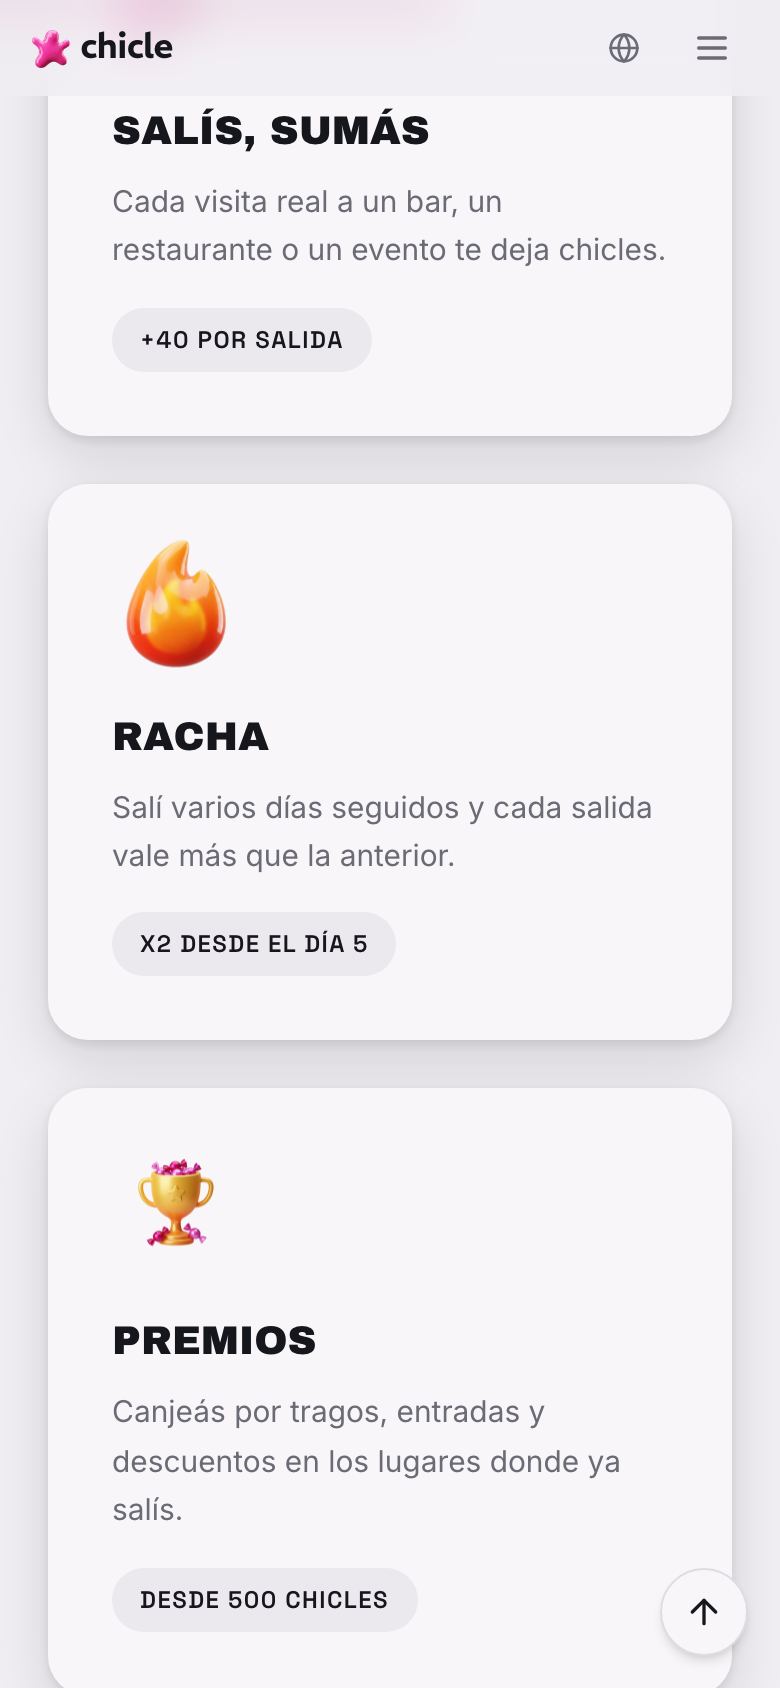 chicle
SALÍS, SUMÁS
Cada visita real a un bar, un
restaurante o un evento te deja chicles.
+40 POR SALIDA
RACHA
Salí varios días seguidos y cada salida
vale más que la anterior.
X2 DESDE EL DÍA 5
PREMIOS
Canjeás por tragos, entradas y
descuentos en los lugares donde ya
salís.
DESDE 500 CHICLES